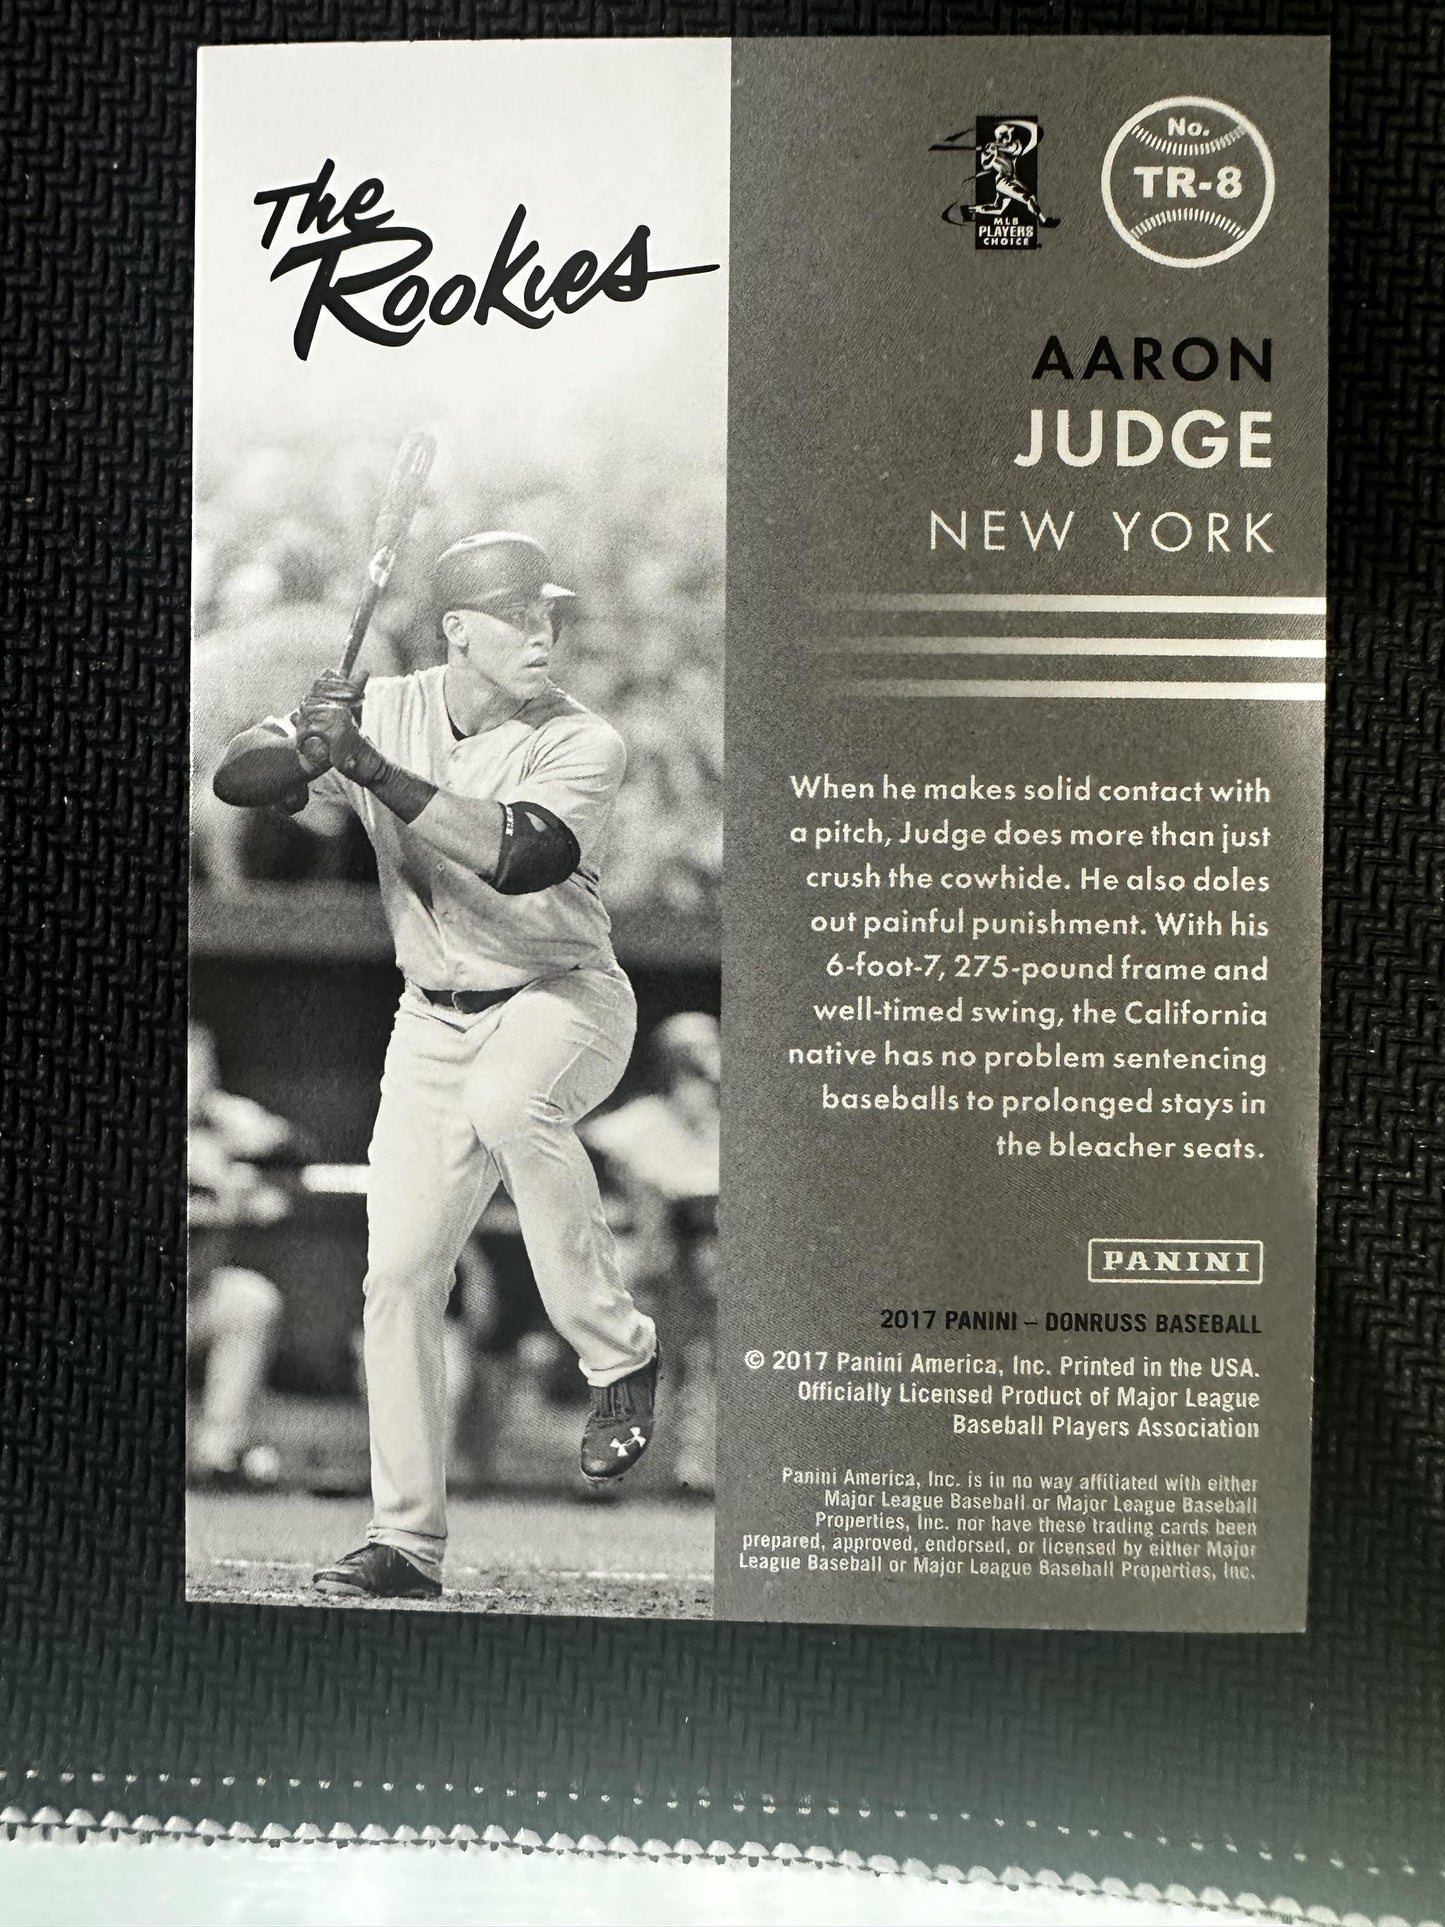 The
Rookies
MLB
PLAYERS
CHOICE
No.
TR-8
AARON
JUDGE
NEW YORK
When he makes solid contact with
a pitch, Judge does more than just
crush the cowhide. He also doles
out painful punishment. With his
6-foot-7, 275-pound frame and
well-timed swing, the California
native has no problem sentencing
baseballs to prolonged stays in
the bleacher seats.
PANINI
2017 PANINI – DONRUSS BASEBALL
© 2017 Panini America, Inc. Printed in the USA.
Officially Licensed Product of Major League
Baseball Players Association
Panini America, Inc. is in no way affiliated with either
Major League Baseball or Major League Baseball
Properties, Inc. nor have these trading cards been
prepared, approved, endorsed, or licensed by either Major
League Baseball or Major League Baseball Properties, Inc.